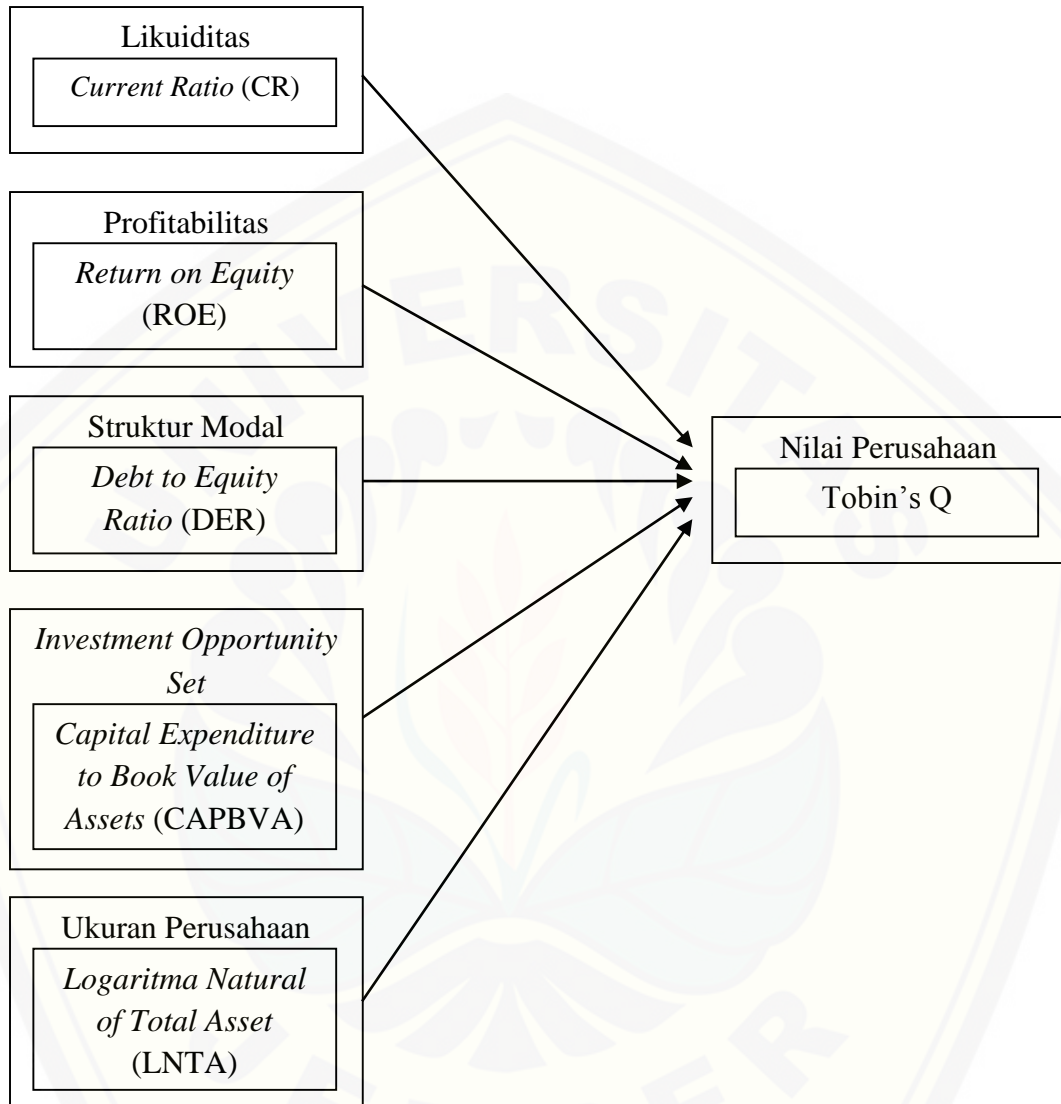 Likuiditas
Current Ratio (CR)
Profitabilitas
Return on Equity
(ROE)
Struktur Modal
Debt to Equity
Ratio (DER)
Investment Opportunity
Set
Capital Expenditure
to Book Value of
Assets (CAPBVA)
Ukuran Perusahaan
Logaritma Natural
of Total Asset
(LNTA)
Nilai Perusahaan
Tobin’s Q
UNIVERSITAS